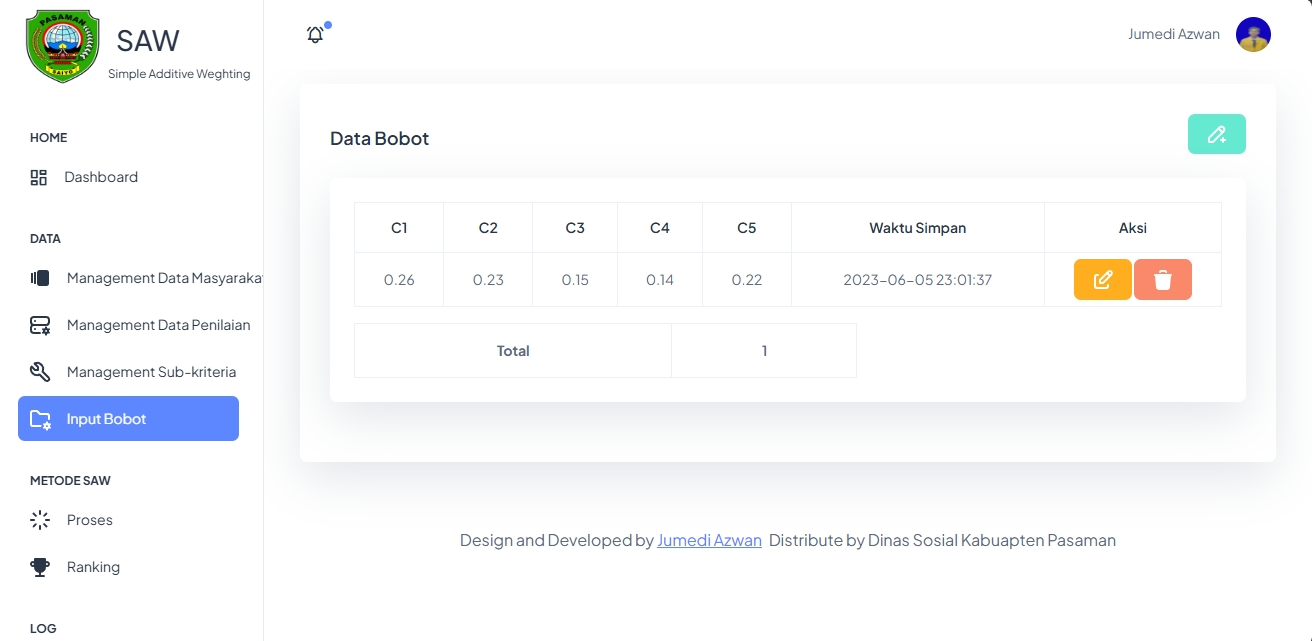 PASAMAN
SAIYO
SAW
Simple Additive Weghting
Jumedi Azwan
HOME
Dashboard
DATA
Management Data Masyaraka
Management Data Penilaian
Management Sub-kriteria
Input Bobot
METODE SAW
Proses
Ranking
LOG
Data Bobot
C1 C2 C3 C4 C5 Waktu Simpan Aksi
0.26 0.23 0.15 0.14 0.22 2023-06-05 23:01:37
Total 1
Design and Developed by Jumedi Azwan Distribute by Dinas Sosial Kabuapten Pasaman